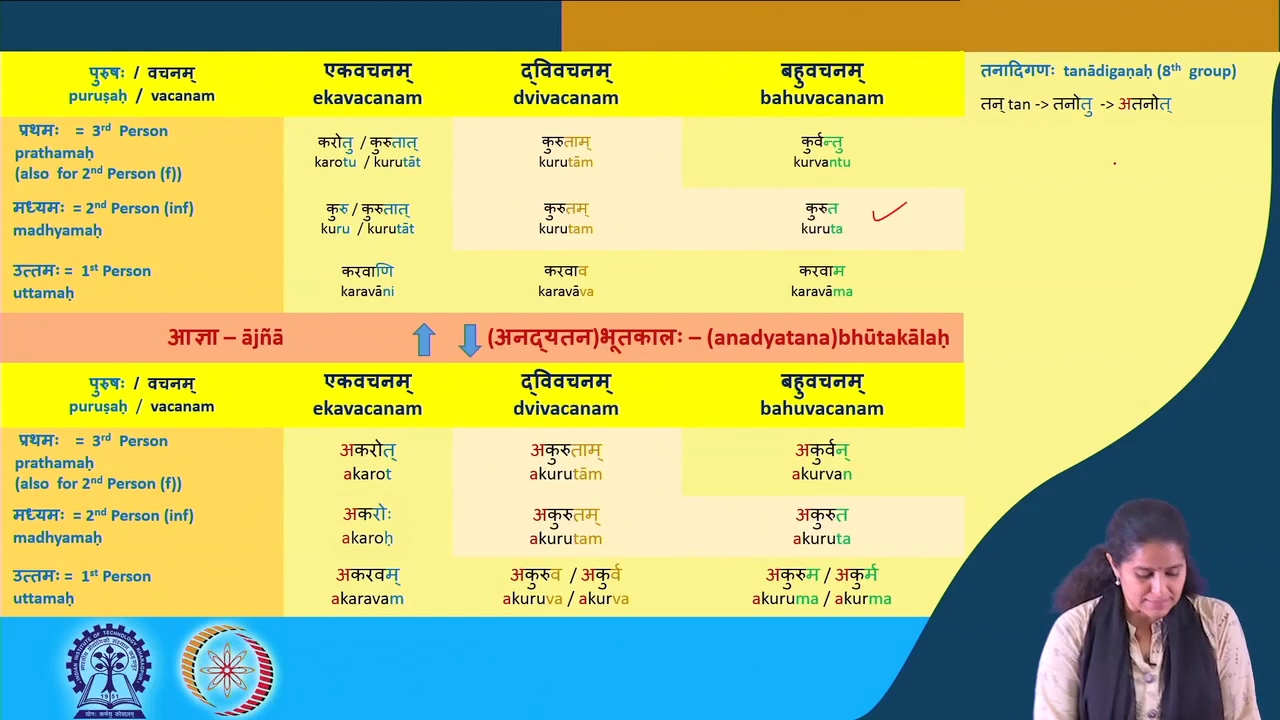 पुरुषः / वचनम्
puruṣaḥ / vacanam
एकवचनम्
ekavacanam
द्विवचनम्
dvivacanam
बहुवचनम्
bahuvacanam
प्रथमः = 3rd Person
prathamaḥ
(also for 2nd Person (f))
करोतु / कुरुतात्
karotu / kurutāt
कुरुताम्
kurutām
कुर्वन्तु
kurvantu
मध्यमः = 2nd Person (inf)
madhyamaḥ
कुरु / कुरुतात्
kuru / kurutāt
कुरुतम्
kurutam
कुरुत
kuruta
उत्तमः = 1st Person
uttamaḥ
करवाणि
karavāni
करवाव
karavāva
करवाम
karavāma
आज्ञा – ājñā
(अनद्यतन)भूतकालः – (anadyatana)bhūtakālaḥ
पुरुषः / वचनम्
puruṣaḥ / vacanam
एकवचनम्
ekavacanam
द्विवचनम्
dvivacanam
बहुवचनम्
bahuvacanam
प्रथमः = 3rd Person
prathamaḥ
(also for 2nd Person (f))
अकरोत्
akarot
अकुरुताम्
akurutām
अकुर्वन्
akurvan
मध्यमः = 2nd Person (inf)
madhyamaḥ
अकरोः
akaroḥ
अकुरुतम्
akurutam
अकुरुत
akuruta
उत्तमः = 1st Person
uttamaḥ
अकरवम्
akaravam
अकुरुव / अकुर्व
akuruva / akurva
अकुरुम / अकुर्म
akuruma / akurma
तनादिगणः tanādigaṇaḥ (8th group)
तन् tan -> तनोतु -> अतनोत्
1951